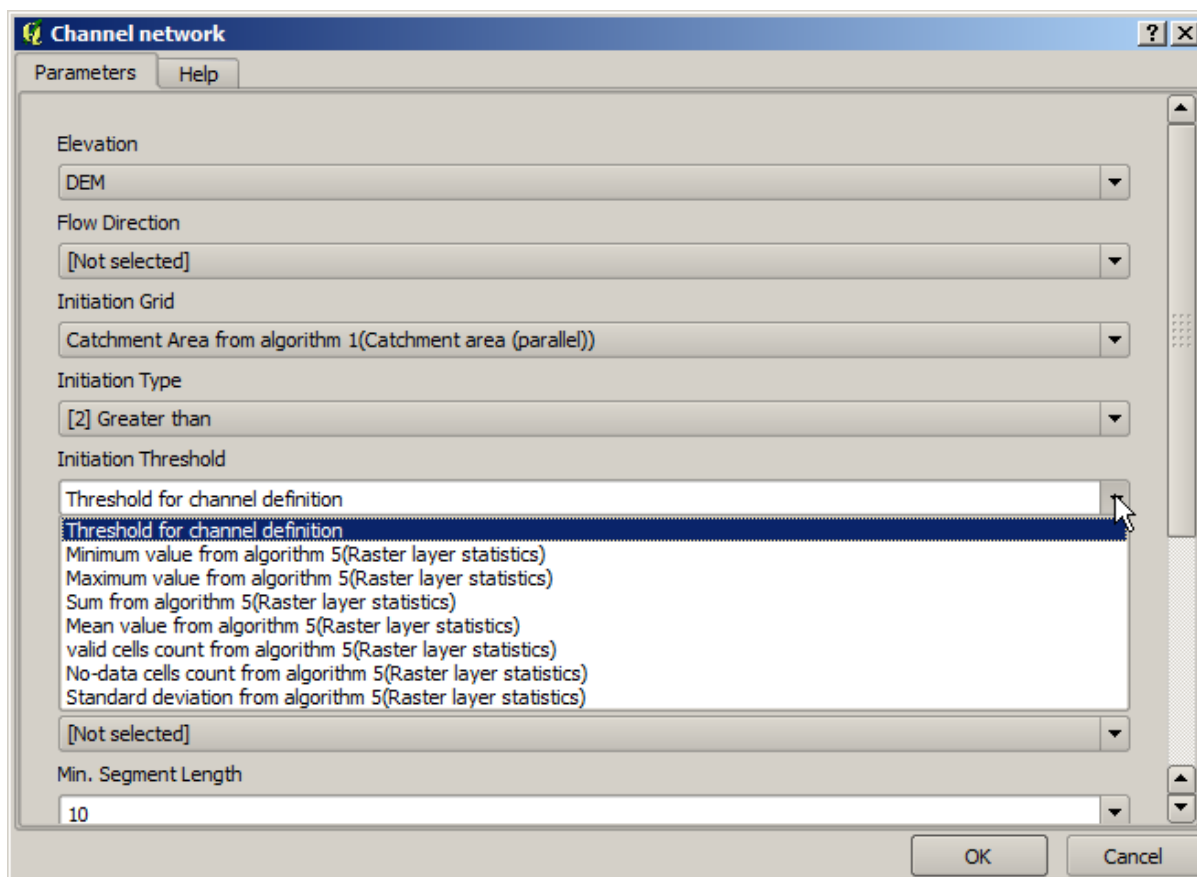 Channel network
Parameters Help
Elevation
DEM
Flow Direction
[Not selected]
Initiation Grid
Catchment Area from algorithm 1(Catchment area (parallel))
Initiation Type
[2] Greater than
Initiation Threshold
Threshold for channel definition
Threshold for channel definition
Minimum value from algorithm 5(Raster layer statistics)
Maximum value from algorithm 5(Raster layer statistics)
Sum from algorithm 5(Raster layer statistics)
Mean value from algorithm 5(Raster layer statistics)
valid cells count from algorithm 5(Raster layer statistics)
No-data cells count from algorithm 5(Raster layer statistics)
Standard deviation from algorithm 5(Raster layer statistics)
[Not selected]
Min. Segment Length
10
OK Cancel